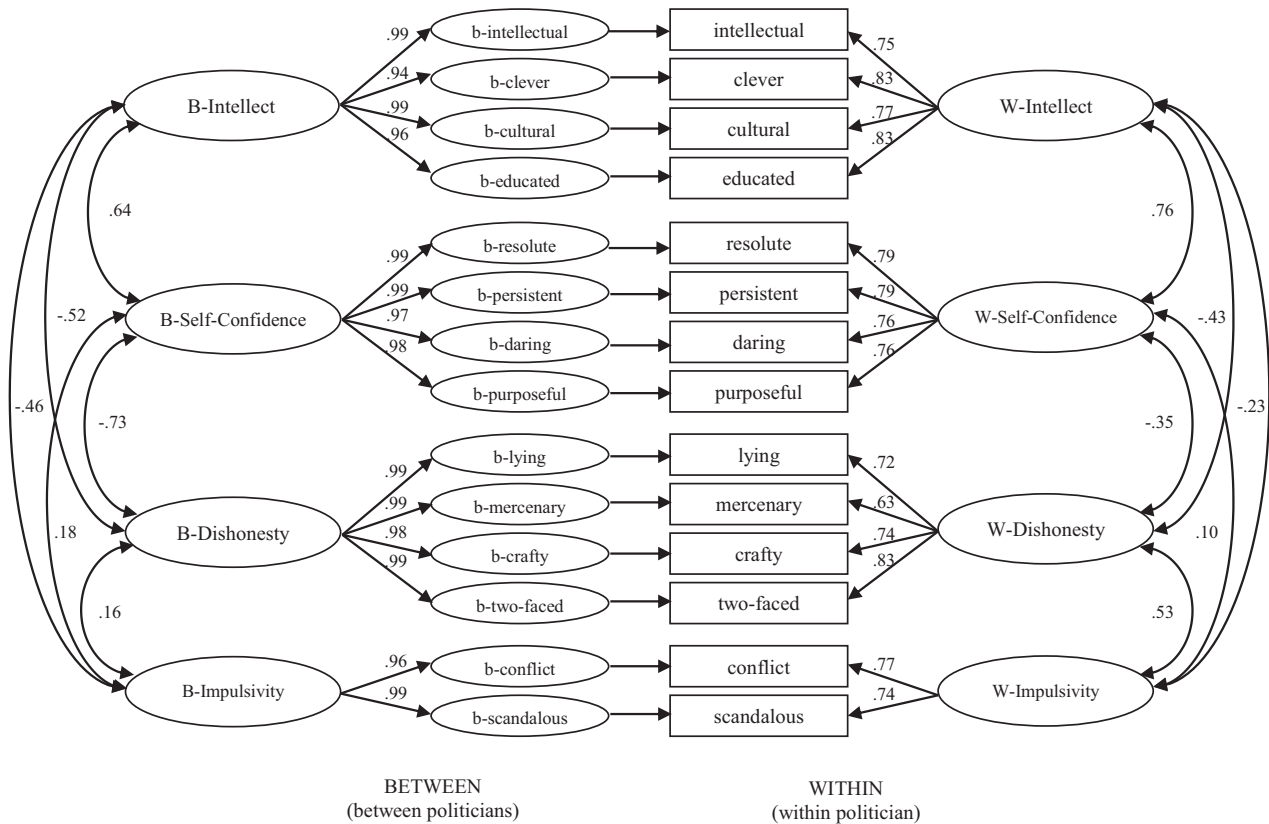 .99
b-intellectual
intellectual
.75
.94
b-clever
clever
.83
B-Intellect
W-Intellect
.99
b-cultural
cultural
.77
.96
b-educated
educated
.83
.64
.76
b-resolute
resolute
.99
.79
.99
b-persistent
persistent
.79
B-Self-Confidence
W-Self-Confidence
-.52
-.43
.97
b-daring
daring
.76
.98
b-purposeful
purposeful
.76
-.46
-.23
-.73
-.35
b-lying
lying
.99
.72
.99
b-mercenary
mercenary
.63
B-Dishonesty
W-Dishonesty
.18
.10
.98
b-crafty
crafty
.74
.99
b-two-faced
two-faced
.83
.16
.53
.96
b-conflict
conflict
.77
B-Impulsivity
W-Impulsivity
.99
b-scandalous
scandalous
.74
BETWEEN
(between politicians)
WITHIN
(within politician)